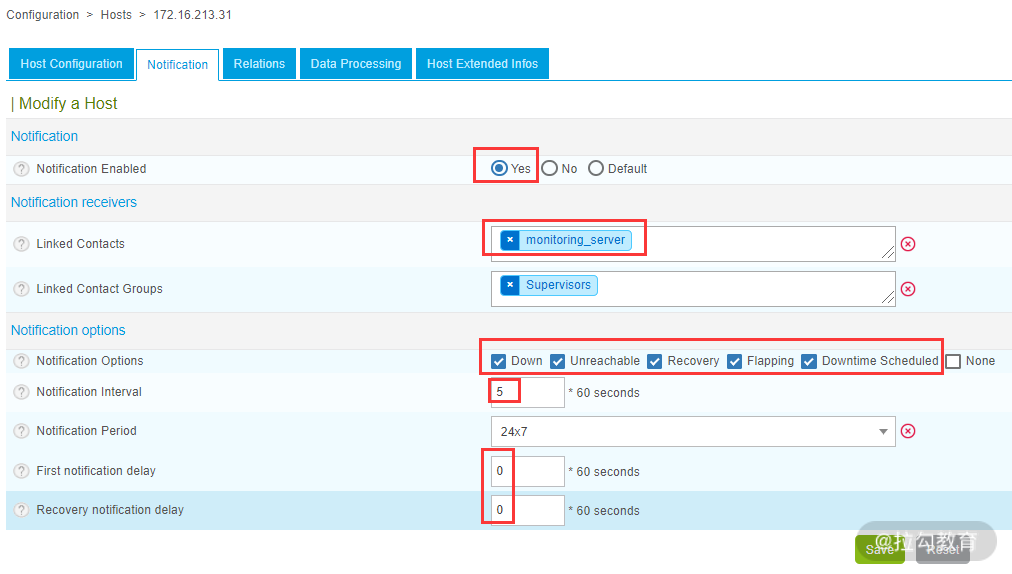 Configuration > Hosts > 172.16.213.31
Host Configuration Notification Relations Data Processing Host Extended Infos
| Modify a Host
Notification
? Notification Enabled Yes No Default
Notification receivers
? Linked Contacts × monitoring_server
? Linked Contact Groups × Supervisors
Notification options
? Notification Options Down Unreachable Recovery Flapping Downtime Scheduled None
? Notification Interval 5 * 60 seconds
? Notification Period 24x7
? First notification delay 0 * 60 seconds
? Recovery notification delay 0 * 60 seconds
@拉勾教育
Save Reset